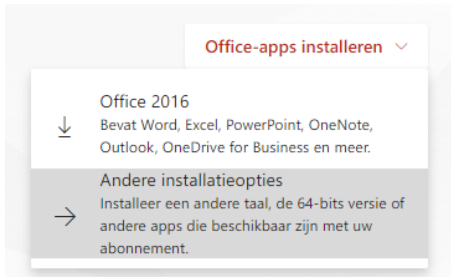 Office-apps installeren
Office 2016
Bevat Word, Excel, PowerPoint, OneNote,
Outlook, OneDrive for Business en meer.
Andere installatieopties
Installeer een andere taal, de 64-bits versie of
andere apps die beschikbaar zijn met uw
abonnement.